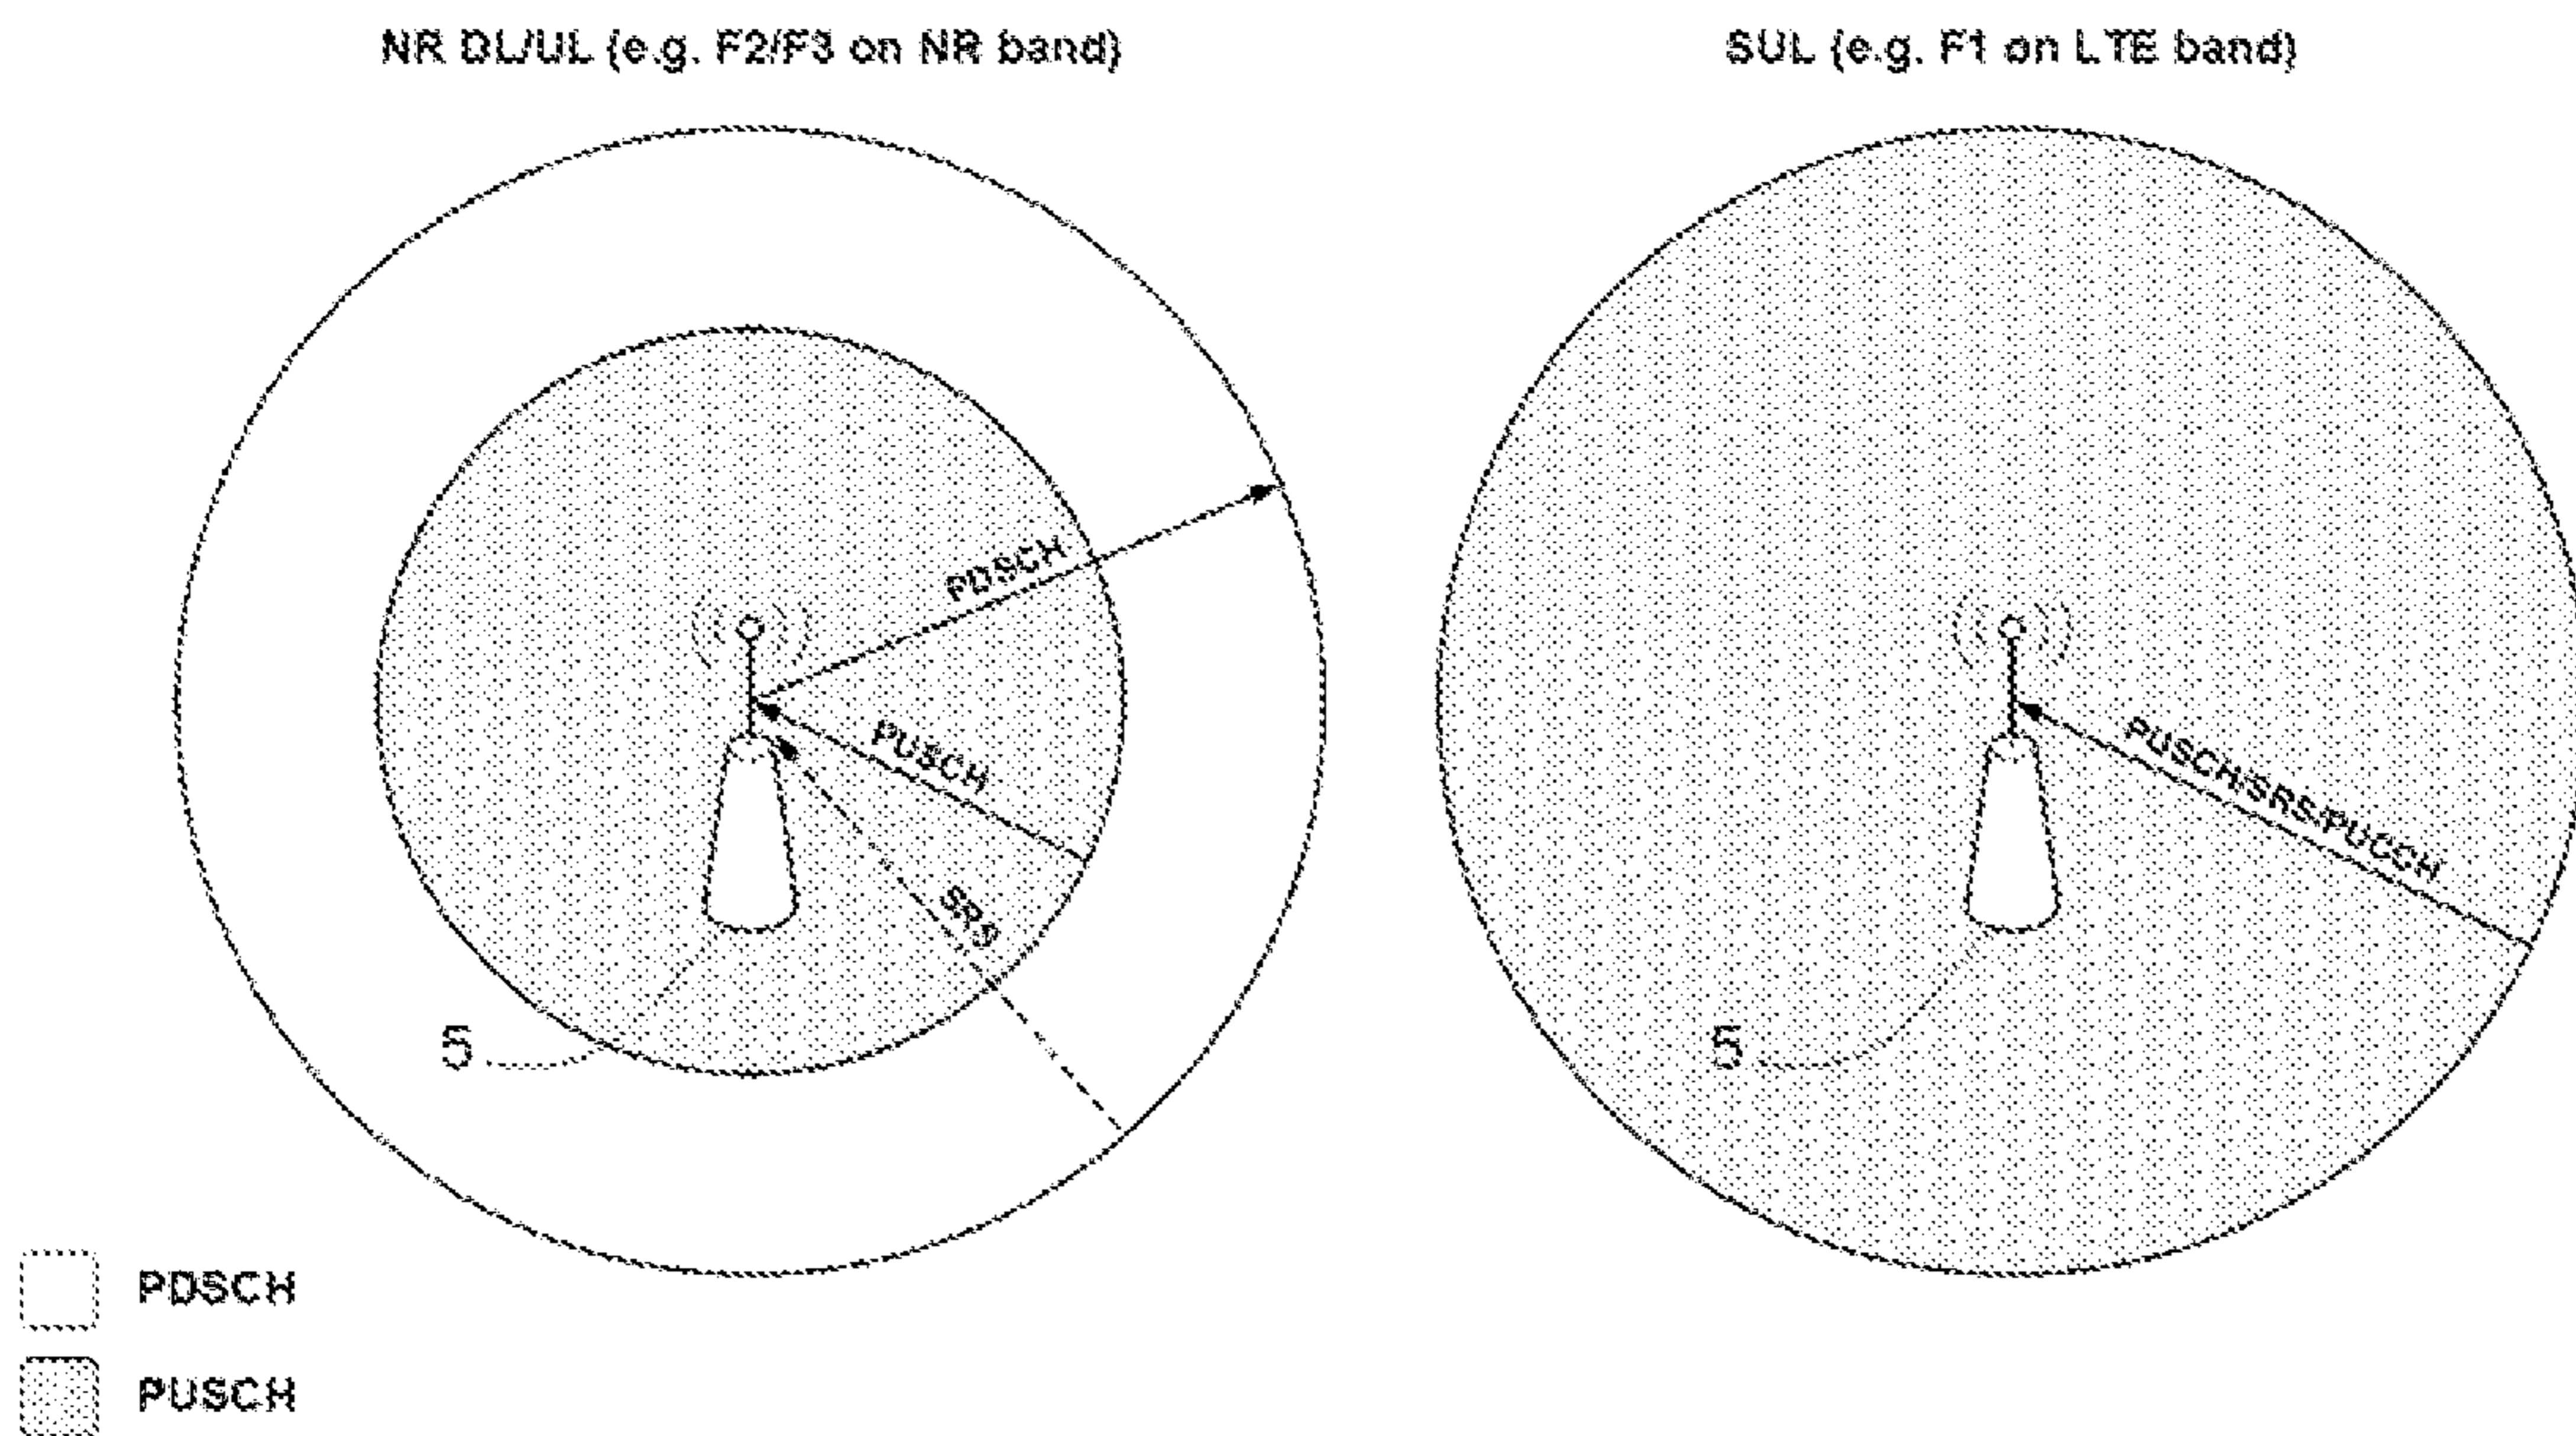 NR DL/UL (e.g. F2/F3 on NR band)
SUL (e.g. F1 on LTE band)
PDSCH
PUSCH
SRS
5
PUSCH/SRS/PUCCH
5
PDSCH
PUSCH